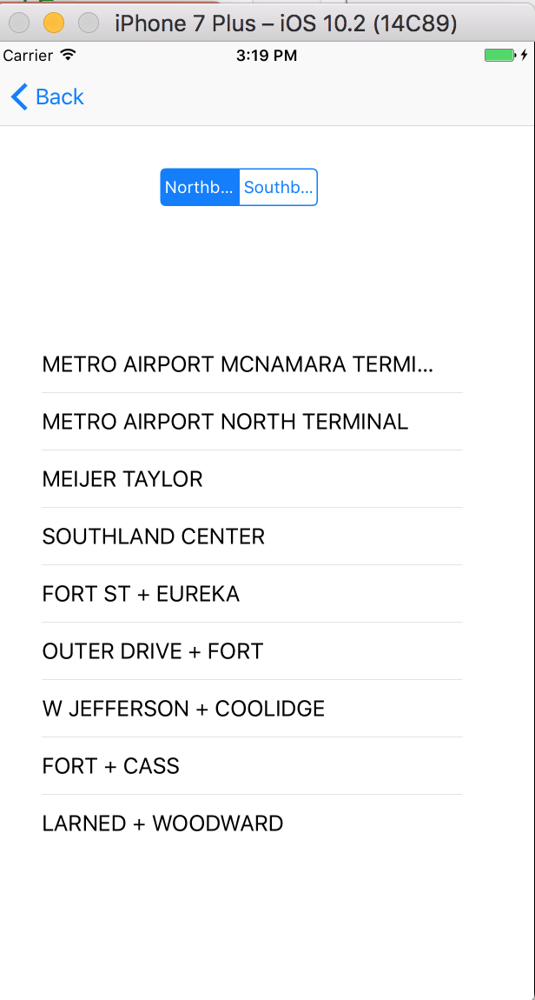 iPhone 7 Plus – iOS 10.2 (14C89)
Carrier 3:19 PM
Back
Northb... Southb...
METRO AIRPORT MCNAMARA TERMI...
METRO AIRPORT NORTH TERMINAL
MEIJER TAYLOR
SOUTHLAND CENTER
FORT ST + EUREKA
OUTER DRIVE + FORT
W JEFFERSON + COOLIDGE
FORT + CASS
LARNED + WOODWARD